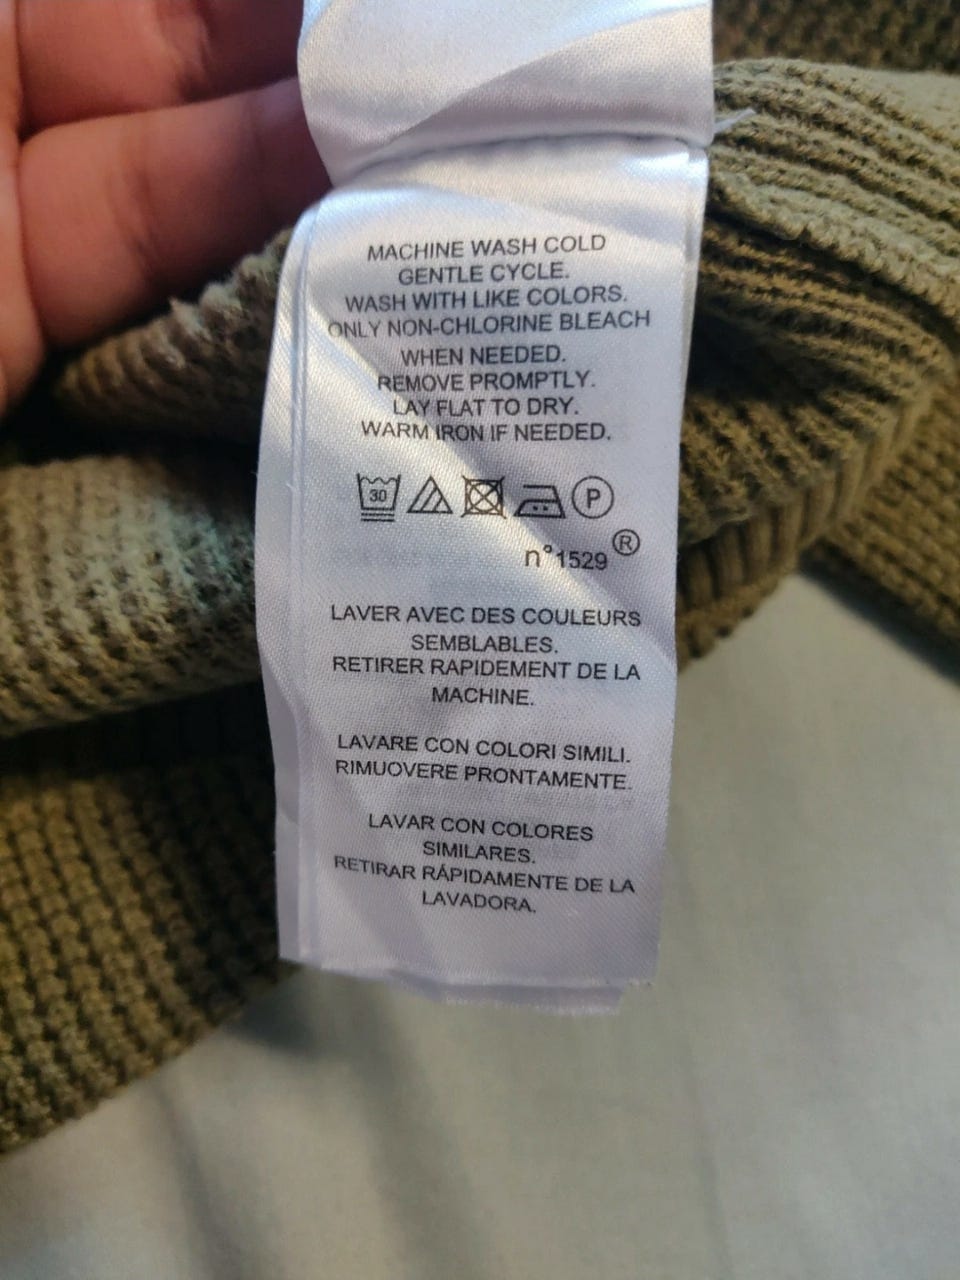 MACHINE WASH COLD
GENTLE CYCLE.
WASH WITH LIKE COLORS.
ONLY NON-CHLORINE BLEACH
WHEN NEEDED.
REMOVE PROMPTLY.
LAY FLAT TO DRY.
WARM IRON IF NEEDED.
30 P
n°1529 ®
LAVER AVEC DES COULEURS
SEMBLABLES.
RETIRER RAPIDEMENT DE LA
MACHINE.
LAVARE CON COLORI SIMILI.
RIMUOVERE PRONTAMENTE.
LAVAR CON COLORES
SIMILARES.
RETIRAR RÁPIDAMENTE DE LA
LAVADORA.